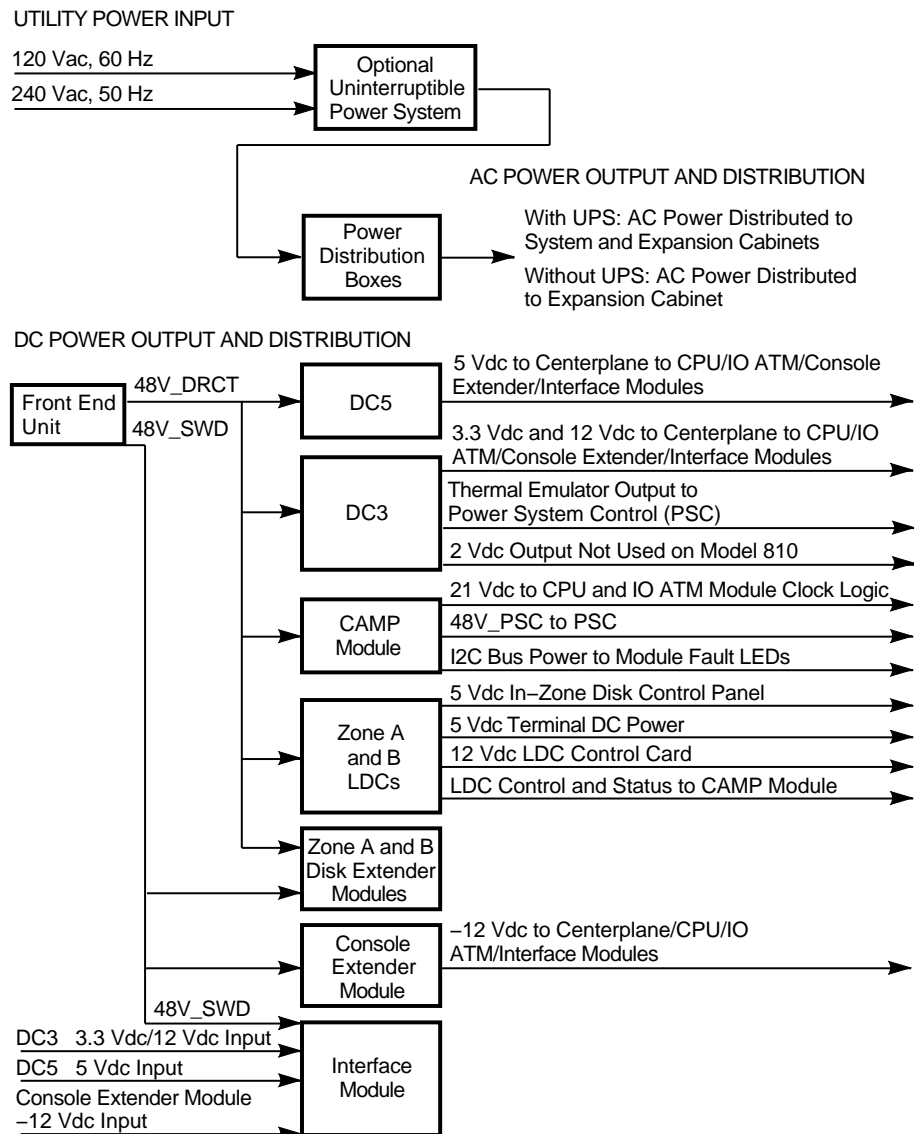 UTILITY POWER INPUT
120 Vac, 60 Hz
240 Vac, 50 Hz
Optional
Uninterruptible
Power System
AC POWER OUTPUT AND DISTRIBUTION
Power
Distribution
Boxes
With UPS: AC Power Distributed to
System and Expansion Cabinets
Without UPS: AC Power Distributed
to Expansion Cabinet
DC POWER OUTPUT AND DISTRIBUTION
Front End
Unit
48V_DRCT
48V_SWD
DC5
5 Vdc to Centerplane to CPU/IO ATM/Console
Extender/Interface Modules
DC3
3.3 Vdc and 12 Vdc to Centerplane to CPU/IO
ATM/Console Extender/Interface Modules
Thermal Emulator Output to
Power System Control (PSC)
2 Vdc Output Not Used on Model 810
CAMP
Module
21 Vdc to CPU and IO ATM Module Clock Logic
48V_PSC to PSC
I2C Bus Power to Module Fault LEDs
Zone A
and B
LDCs
5 Vdc In−Zone Disk Control Panel
5 Vdc Terminal DC Power
12 Vdc LDC Control Card
LDC Control and Status to CAMP Module
Zone A and B
Disk Extender
Modules
Console
Extender
Module
−12 Vdc to Centerplane/CPU/IO
ATM/Interface Modules
48V_SWD
DC3 3.3 Vdc/12 Vdc Input
DC5 5 Vdc Input
Console Extender Module
−12 Vdc Input
Interface
Module